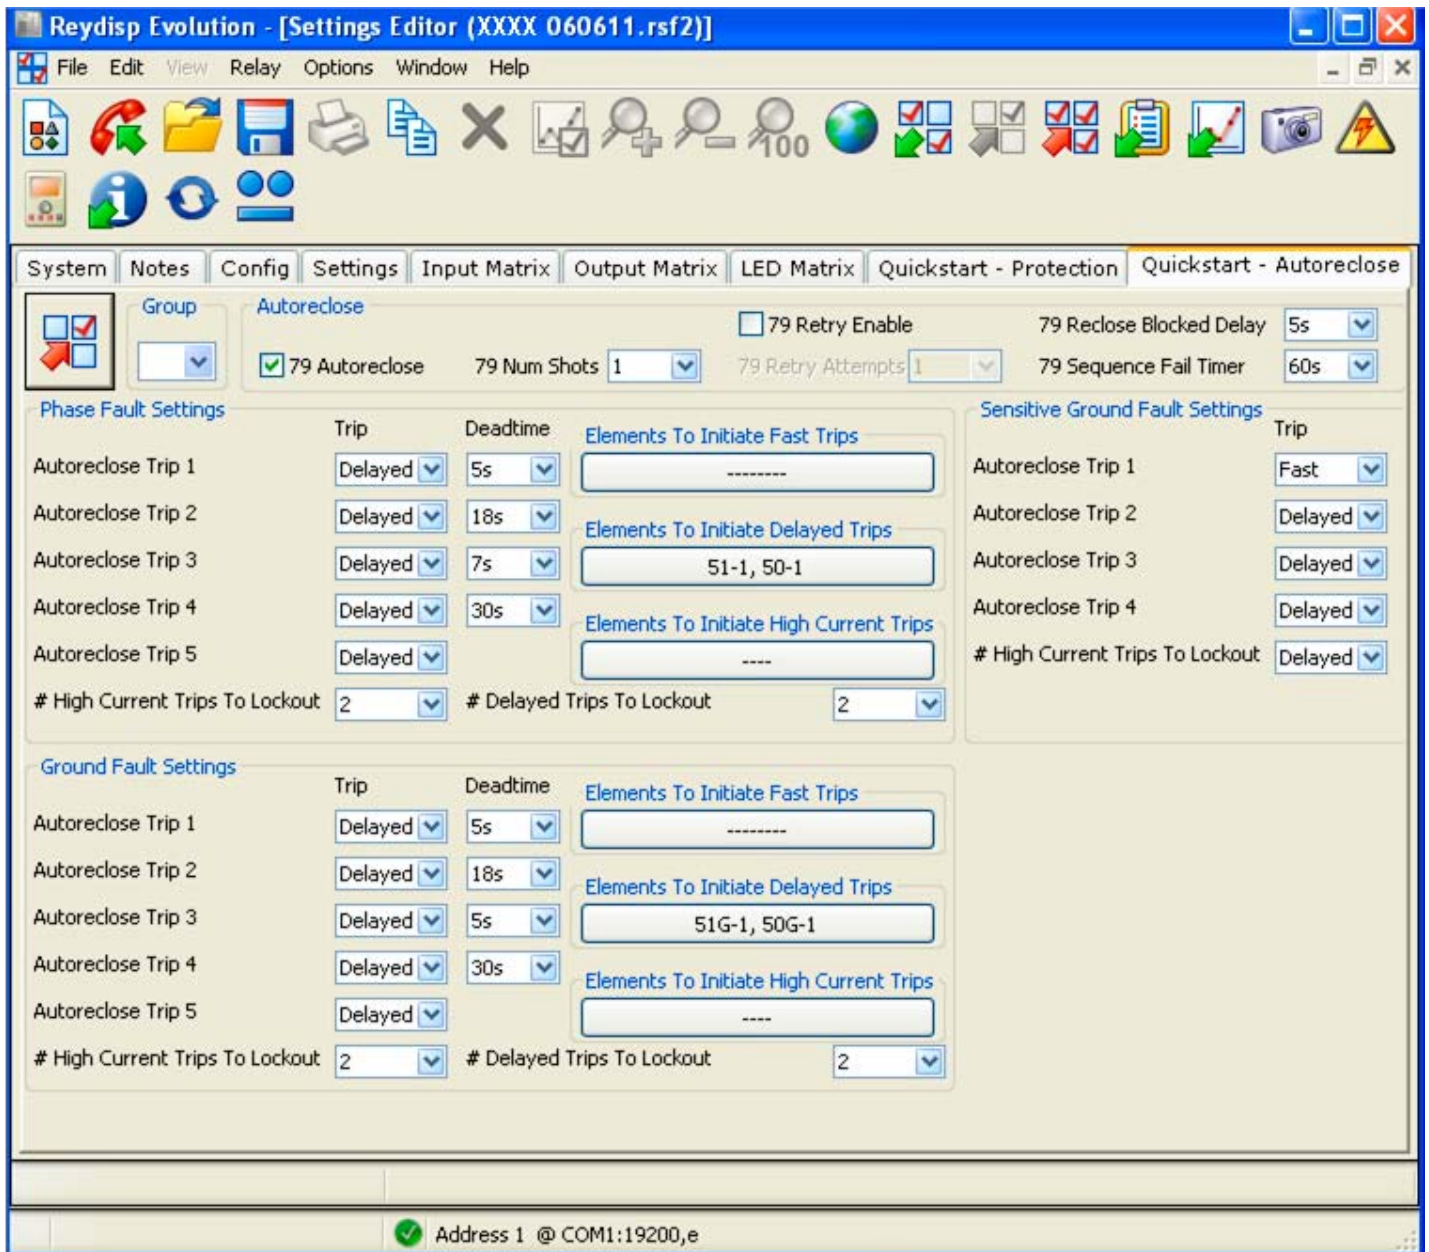 Reydisp Evolution - [Settings Editor (XXXX 060611.rsf2)]
File Edit View Relay Options Window Help
100
System Notes Config Settings Input Matrix Output Matrix LED Matrix Quickstart - Protection Quickstart - Autoreclose
Group Autoreclose
79 Retry Enable 79 Reclose Blocked Delay 5s
79 Autoreclose 79 Num Shots 1 79 Retry Attempts 1 79 Sequence Fail Timer 60s
Phase Fault Settings
Trip Deadtime Elements To Initiate Fast Trips
Autoreclose Trip 1 Delayed 5s --------
Autoreclose Trip 2 Delayed 18s Elements To Initiate Delayed Trips
Autoreclose Trip 3 Delayed 7s 51-1, 50-1
Autoreclose Trip 4 Delayed 30s Elements To Initiate High Current Trips
Autoreclose Trip 5 Delayed ----
# High Current Trips To Lockout 2 # Delayed Trips To Lockout 2
Sensitive Ground Fault Settings
Trip
Autoreclose Trip 1 Fast
Autoreclose Trip 2 Delayed
Autoreclose Trip 3 Delayed
Autoreclose Trip 4 Delayed
# High Current Trips To Lockout Delayed
Ground Fault Settings
Trip Deadtime Elements To Initiate Fast Trips
Autoreclose Trip 1 Delayed 5s --------
Autoreclose Trip 2 Delayed 18s Elements To Initiate Delayed Trips
Autoreclose Trip 3 Delayed 5s 51G-1, 50G-1
Autoreclose Trip 4 Delayed 30s Elements To Initiate High Current Trips
Autoreclose Trip 5 Delayed ----
# High Current Trips To Lockout 2 # Delayed Trips To Lockout 2
Address 1 @ COM1:19200,e